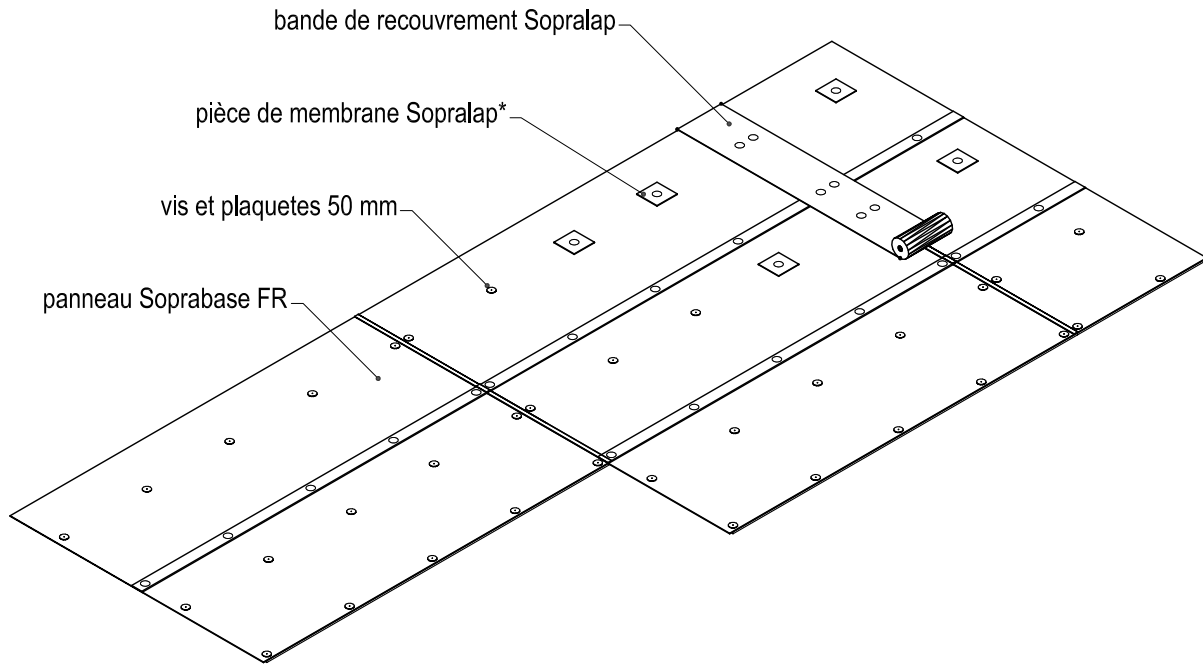 bande de recouvrement Sopralap
pièce de membrane Sopralap*
vis et plaquetes 50 mm
panneau Soprabase FR